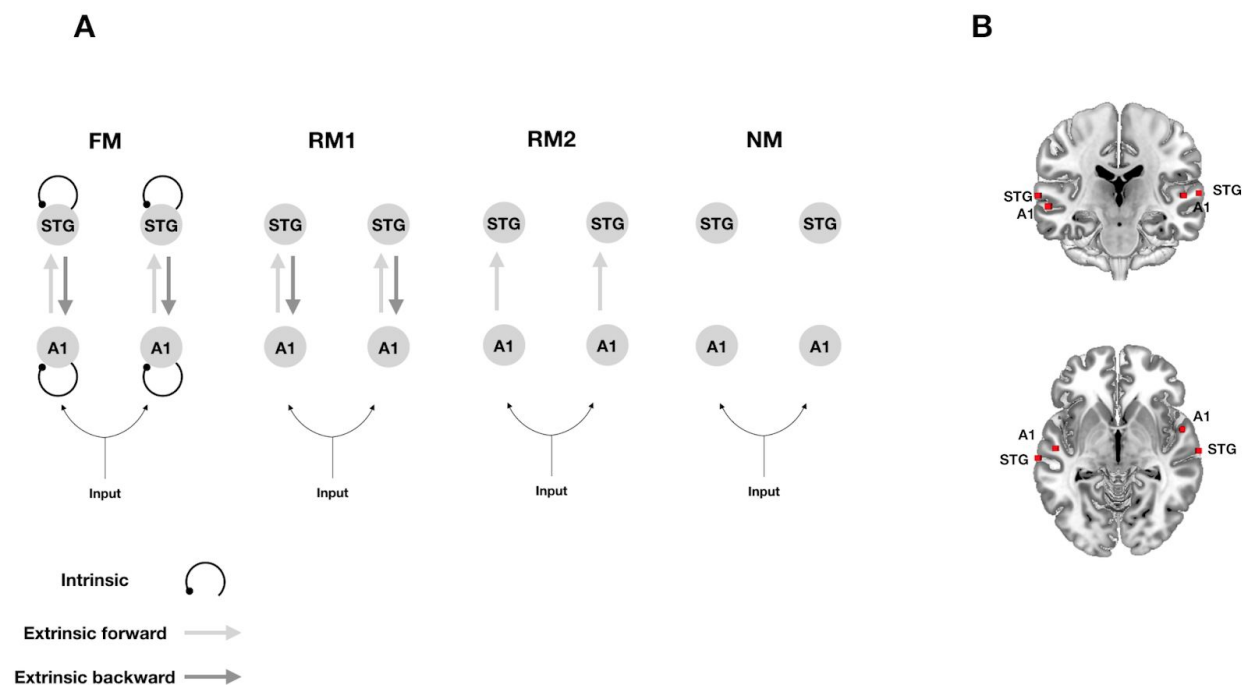 A
B
FM
RM1
RM2
NM
STG STG STG STG STG STG STG STG
A1 A1 A1 A1 A1 A1 A1 A1
Input Input Input Input
Intrinsic
Extrinsic forward
Extrinsic backward
STG STG
A1 A1
A1
A1
STG STG